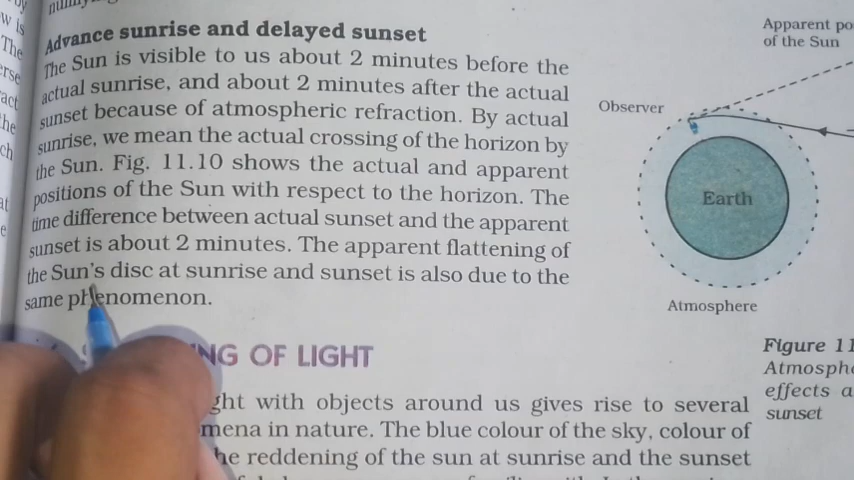 Advance sunrise and delayed sunset
The Sun is visible to us about 2 minutes before the
actual sunrise, and about 2 minutes after the actual
sunset because of atmospheric refraction. By actual
sunrise, we mean the actual crossing of the horizon by
the Sun. Fig. 11.10 shows the actual and apparent
positions of the Sun with respect to the horizon. The
time difference between actual sunset and the apparent
sunset is about 2 minutes. The apparent flattening of
the Sun's disc at sunrise and sunset is also due to the
same phenomenon.
OF LIGHT
with objects around us gives rise to several
in nature. The blue colour of the sky, colour of
reddening of the sun at sunrise and the sunset
Apparent
of the Sun
Observer
Earth
Atmosphere
Figure 11
effects
sunset